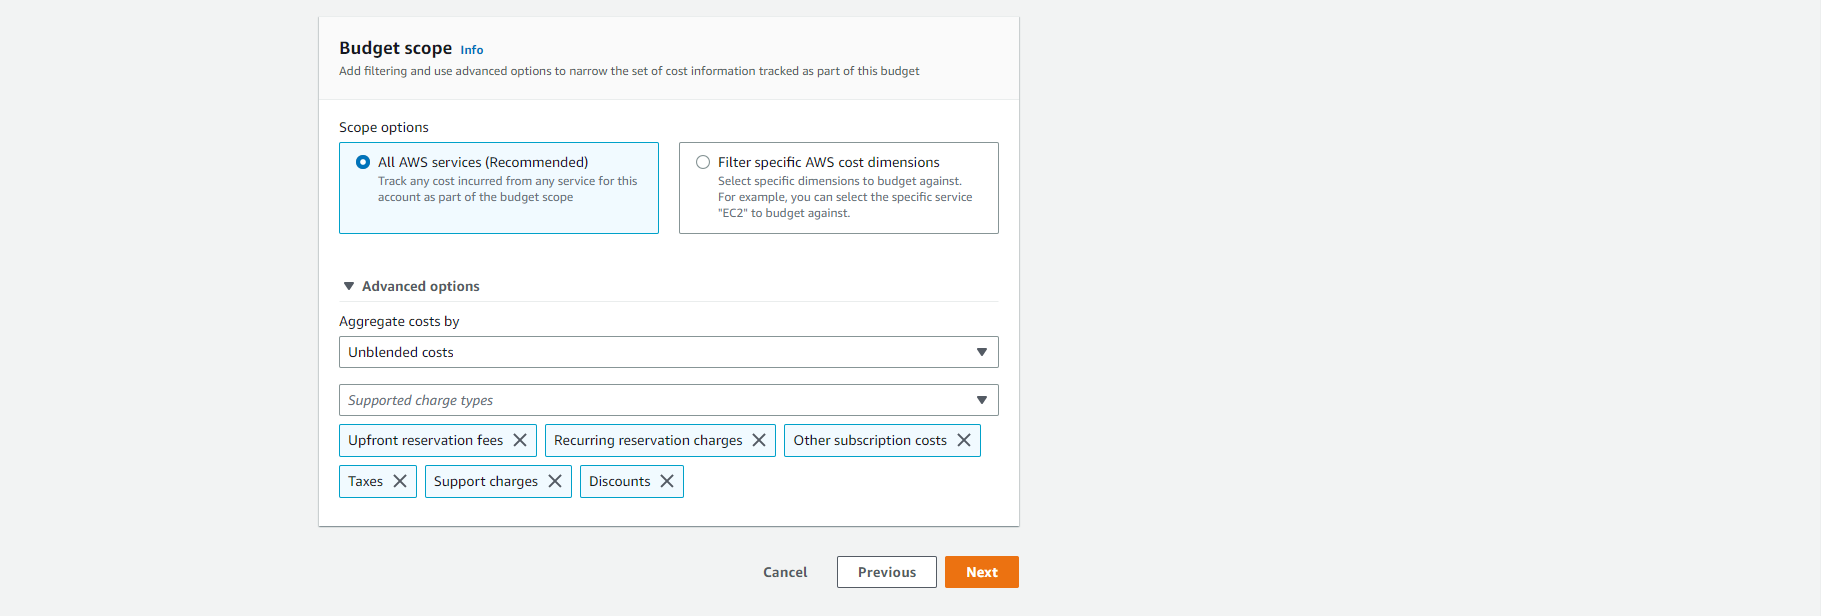 Budget scope Info
Add filtering and use advanced options to narrow the set of cost information tracked as part of this budget
Scope options
All AWS services (Recommended)
Track any cost incurred from any service for this
account as part of the budget scope
Filter specific AWS cost dimensions
Select specific dimensions to budget against.
For example, you can select the specific service
"EC2" to budget against.
Advanced options
Aggregate costs by
Unblended costs
Supported charge types
Upfront reservation fees
Recurring reservation charges
Other subscription costs
Taxes
Support charges
Discounts
Cancel
Previous
Next